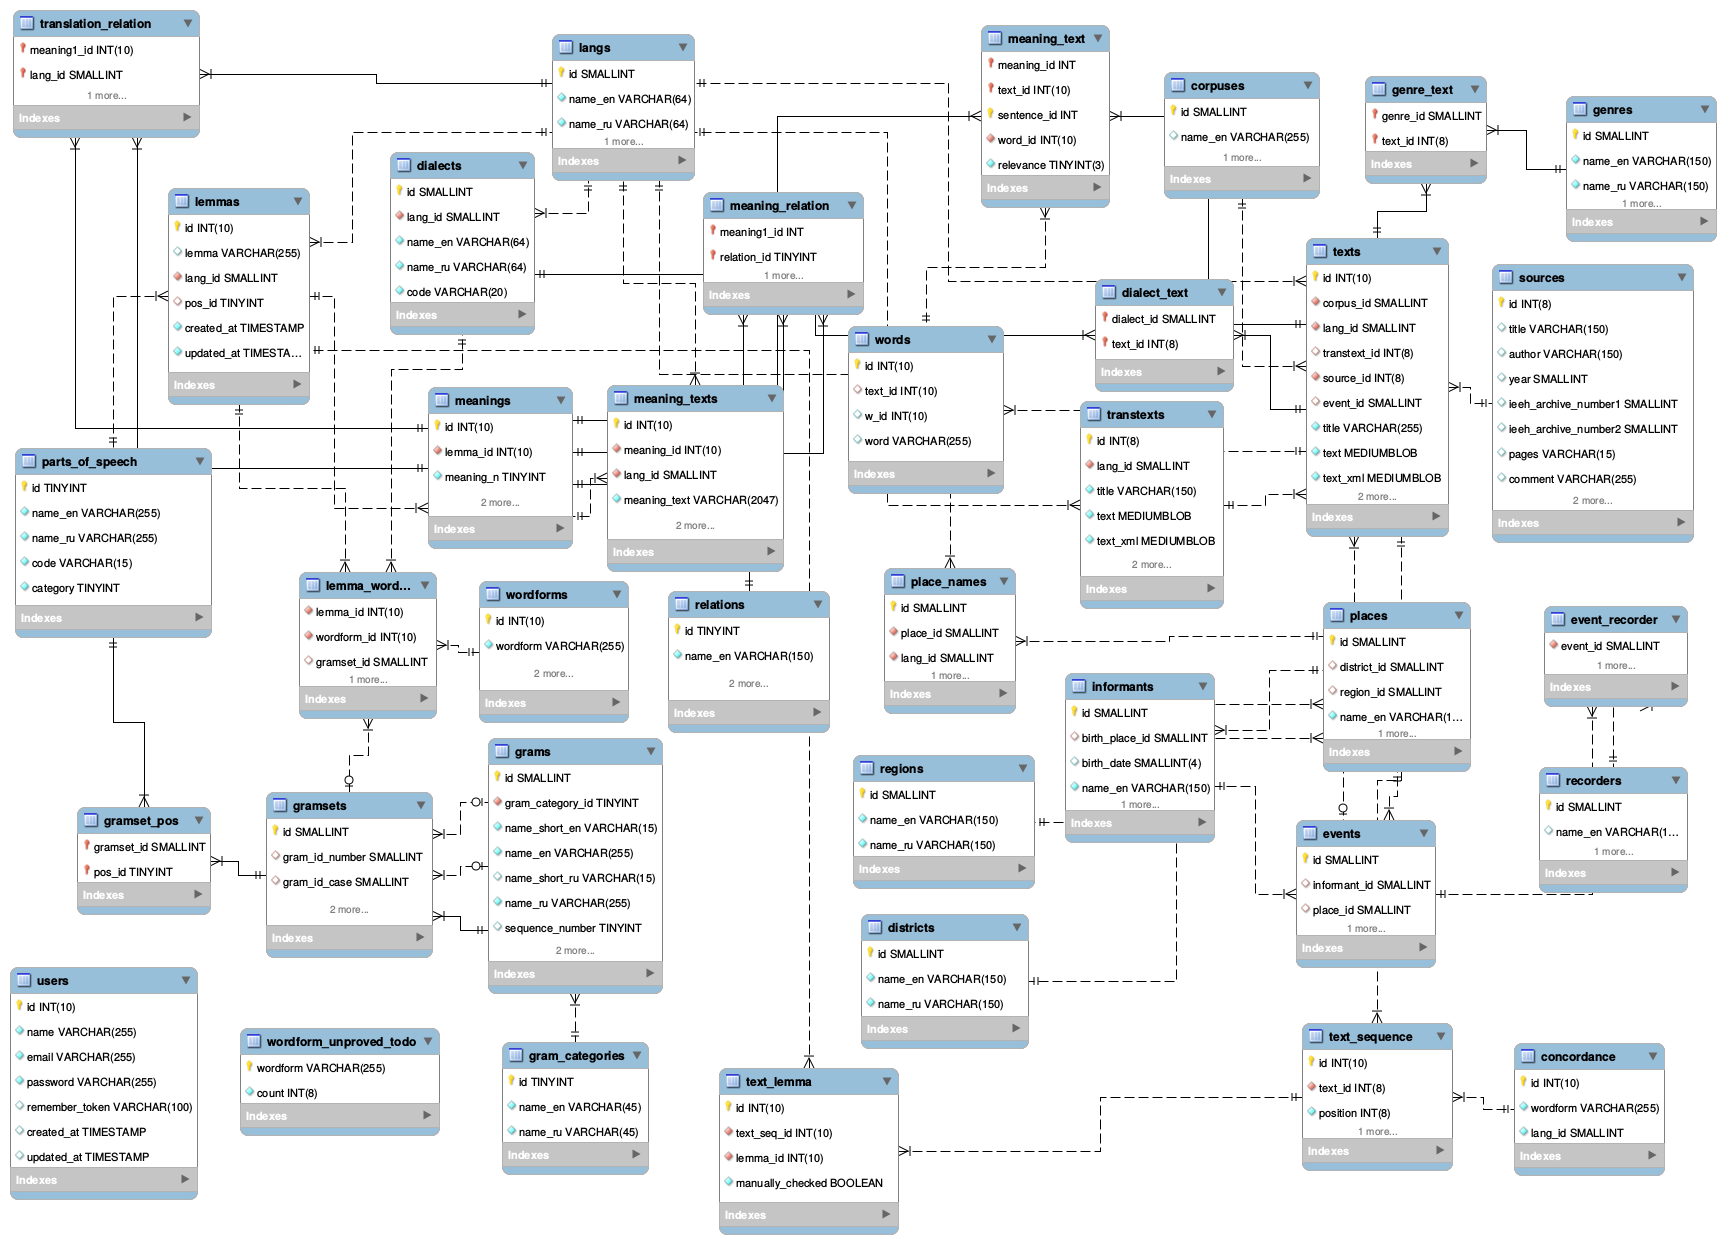 translation_relation
meaning1_id INT(10)
lang_id SMALLINT
1 more...
Indexes
langs
id SMALLINT
name_en VARCHAR(64)
name_ru VARCHAR(64)
1 more...
Indexes
meaning_text
meaning_id INT
text_id INT(10)
sentence_id INT
word_id INT(10)
relevance TINYINT(3)
Indexes
corpuses
id SMALLINT
name_en VARCHAR(255)
1 more...
Indexes
genre_text
genre_id SMALLINT
text_id INT(8)
Indexes
genres
id SMALLINT
name_en VARCHAR(150)
name_ru VARCHAR(150)
1 more...
Indexes
lemmas
id INT(10)
lemma VARCHAR(255)
lang_id SMALLINT
pos_id TINYINT
created_at TIMESTAMP
updated_at TIMESTA...
Indexes
dialects
id SMALLINT
lang_id SMALLINT
name_en VARCHAR(64)
name_ru VARCHAR(64)
code VARCHAR(20)
Indexes
meaning_relation
meaning1_id INT
relation_id TINYINT
1 more...
Indexes
dialect_text
dialect_id SMALLINT
text_id INT(8)
Indexes
texts
id INT(10)
corpus_id SMALLINT
lang_id SMALLINT
transtext_id INT(8)
source_id INT(8)
event_id SMALLINT
title VARCHAR(255)
text MEDIUMBLOB
text_xml MEDIUMBLOB
2 more...
Indexes
sources
id INT(8)
title VARCHAR(150)
author VARCHAR(150)
year SMALLINT
ieeh_archive_number1 SMALLINT
ieeh_archive_number2 SMALLINT
pages VARCHAR(15)
comment VARCHAR(255)
2 more...
Indexes
words
id INT(10)
text_id INT(10)
w_id INT(10)
word VARCHAR(255)
Indexes
meanings
id INT(10)
lemma_id INT(10)
meaning_n TINYINT
2 more...
Indexes
meaning_texts
id INT(10)
meaning_id INT(10)
lang_id SMALLINT
meaning_text VARCHAR(2047)
2 more...
Indexes
transtexts
id INT(8)
lang_id SMALLINT
title VARCHAR(150)
text MEDIUMBLOB
text_xml MEDIUMBLOB
2 more...
Indexes
parts_of_speech
id TINYINT
name_en VARCHAR(255)
name_ru VARCHAR(255)
code VARCHAR(15)
category TINYINT
Indexes
lemma_word...
lemma_id INT(10)
wordform_id INT(10)
gramset_id SMALLINT
1 more...
Indexes
wordforms
id INT(10)
wordform VARCHAR(255)
2 more...
Indexes
relations
id TINYINT
name_en VARCHAR(150)
2 more...
Indexes
place_names
id SMALLINT
place_id SMALLINT
lang_id SMALLINT
1 more...
Indexes
places
id SMALLINT
district_id SMALLINT
region_id SMALLINT
name_en VARCHAR(1...
1 more...
Indexes
event_recorder
event_id SMALLINT
1 more...
Indexes
informants
id SMALLINT
birth_place_id SMALLINT
birth_date SMALLINT(4)
name_en VARCHAR(150)
1 more...
Indexes
regions
id SMALLINT
name_en VARCHAR(150)
name_ru VARCHAR(150)
Indexes
recorders
id SMALLINT
name_en VARCHAR(1...
1 more...
Indexes
gramset_pos
gramset_id SMALLINT
pos_id TINYINT
Indexes
gramsets
id SMALLINT
gram_id_number SMALLINT
gram_id_case SMALLINT
2 more...
Indexes
grams
id SMALLINT
gram_category_id TINYINT
name_short_en VARCHAR(15)
name_en VARCHAR(255)
name_short_ru VARCHAR(15)
name_ru VARCHAR(255)
sequence_number TINYINT
2 more...
Indexes
events
id SMALLINT
informant_id SMALLINT
place_id SMALLINT
1 more...
Indexes
districts
id SMALLINT
name_en VARCHAR(150)
name_ru VARCHAR(150)
Indexes
users
id INT(10)
name VARCHAR(255)
email VARCHAR(255)
password VARCHAR(255)
remember_token VARCHAR(100)
created_at TIMESTAMP
updated_at TIMESTAMP
Indexes
wordform_unproved_todo
wordform VARCHAR(255)
count INT(8)
Indexes
gram_categories
id TINYINT
name_en VARCHAR(45)
name_ru VARCHAR(45)
Indexes
text_lemma
id INT(10)
text_seq_id INT(10)
lemma_id INT(10)
manually_checked BOOLEAN
Indexes
text_sequence
id INT(10)
text_id INT(8)
position INT(8)
1 more...
Indexes
concordance
id INT(10)
wordform VARCHAR(255)
lang_id SMALLINT
Indexes